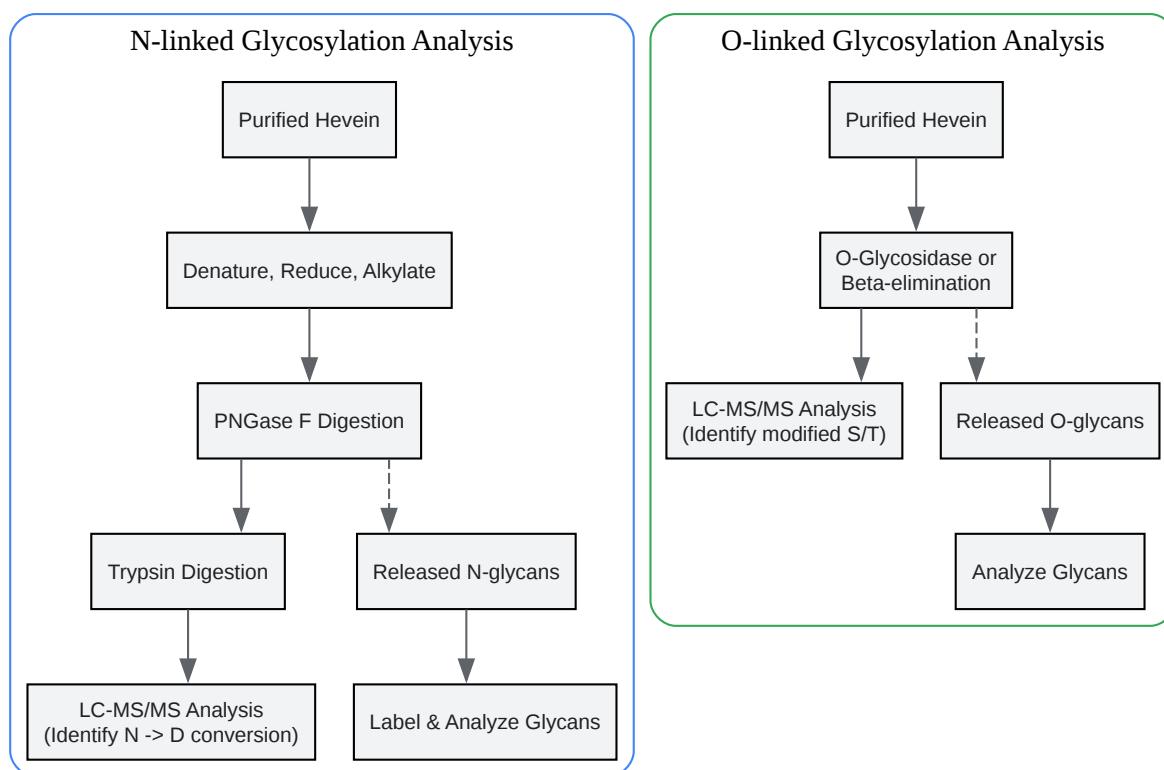 N-linked Glycosylation Analysis
Purified Hevein
Denature, Reduce, Alkylate
PNGase F Digestion
Trypsin Digestion
Released N-glycans
LC-MS/MS Analysis
(Identify N -> D conversion)
Label & Analyze Glycans
O-linked Glycosylation Analysis
Purified Hevein
O-Glycosidase or
Beta-elimination
LC-MS/MS Analysis
(Identify modified S/T)
Released O-glycans
Analyze Glycans